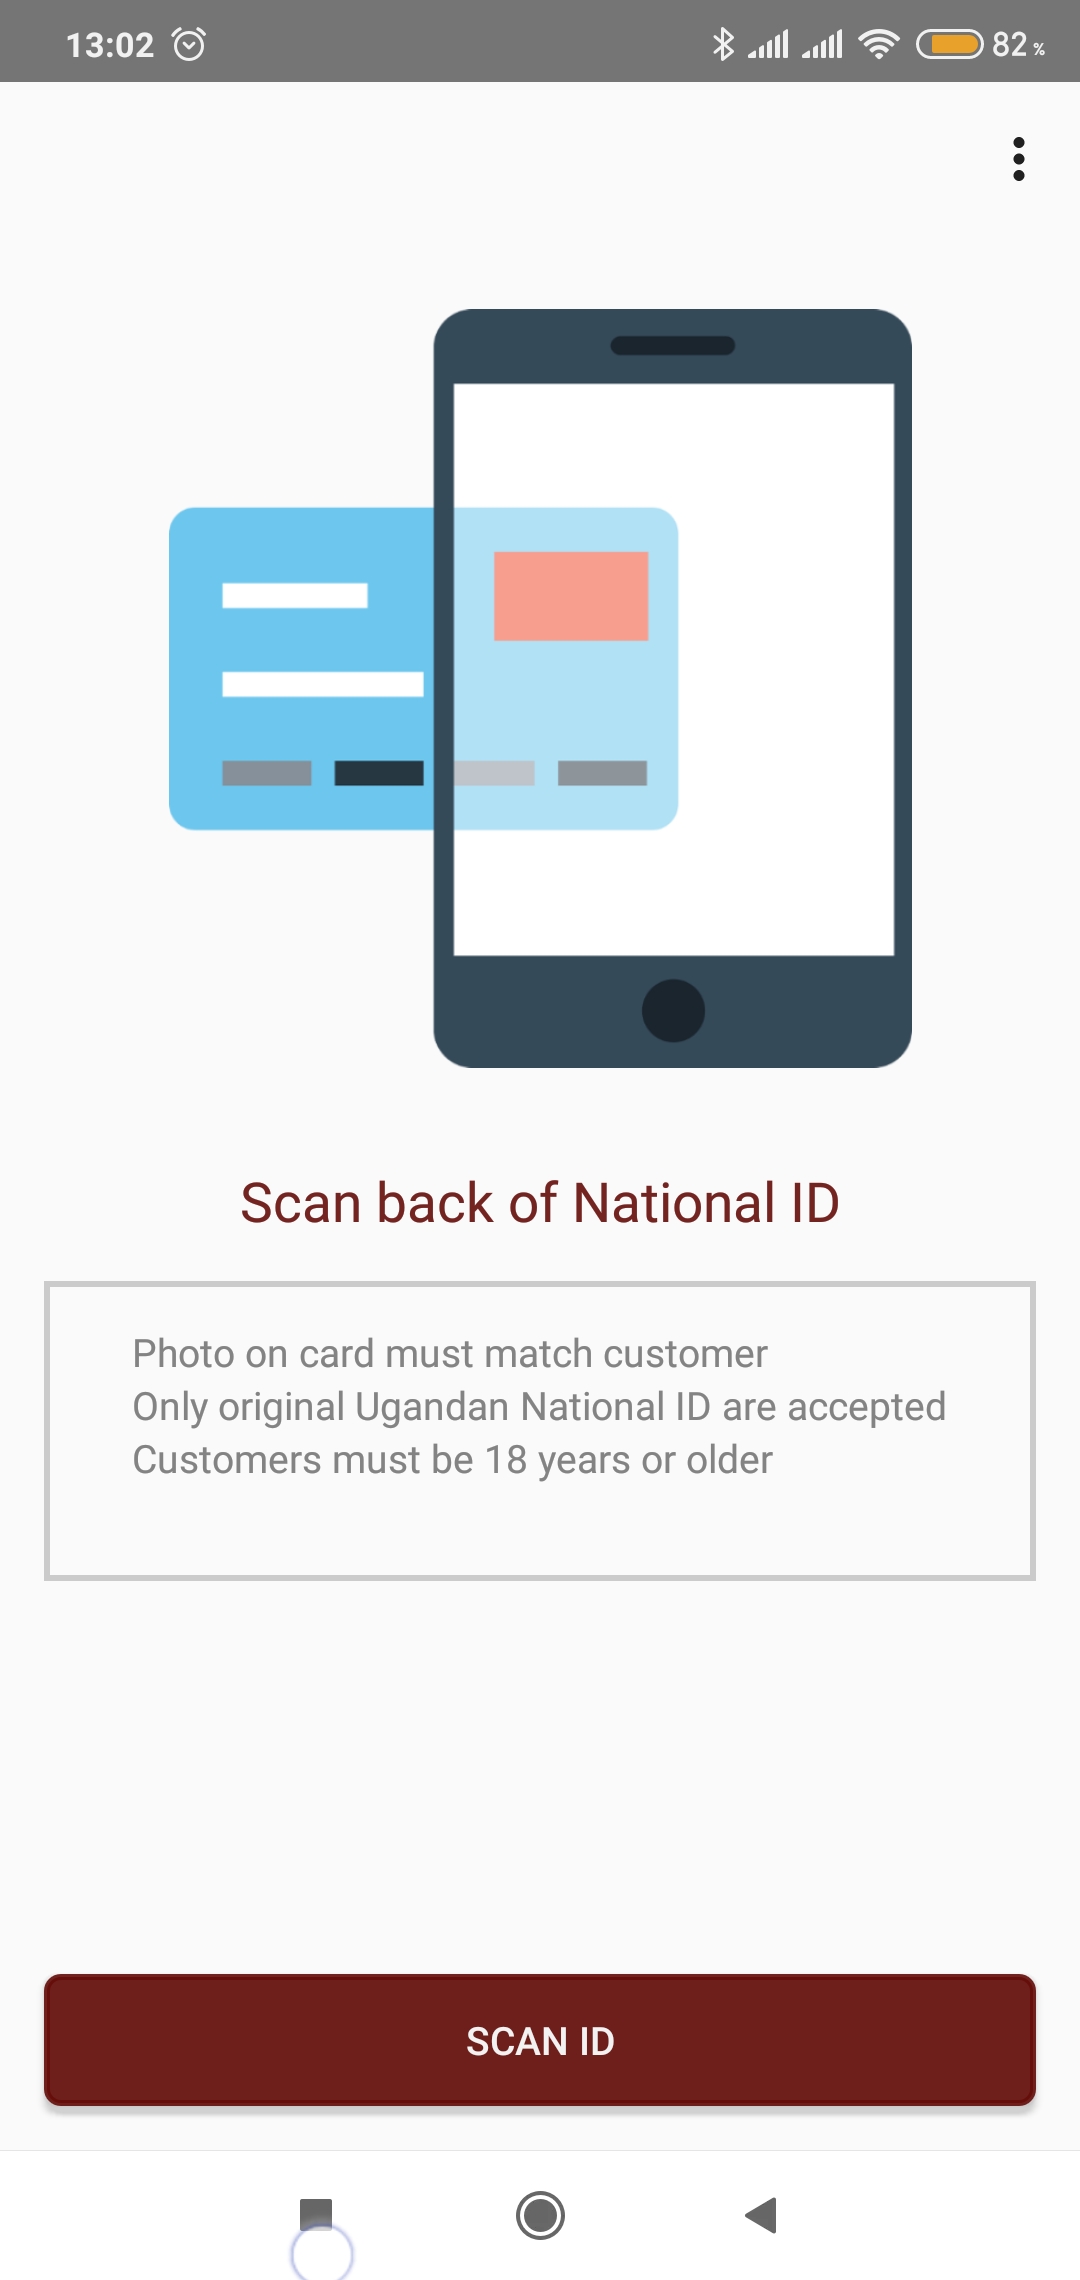 13:02 82 %
Scan back of National ID
Photo on card must match customer
Only original Ugandan National ID are accepted
Customers must be 18 years or older
SCAN ID